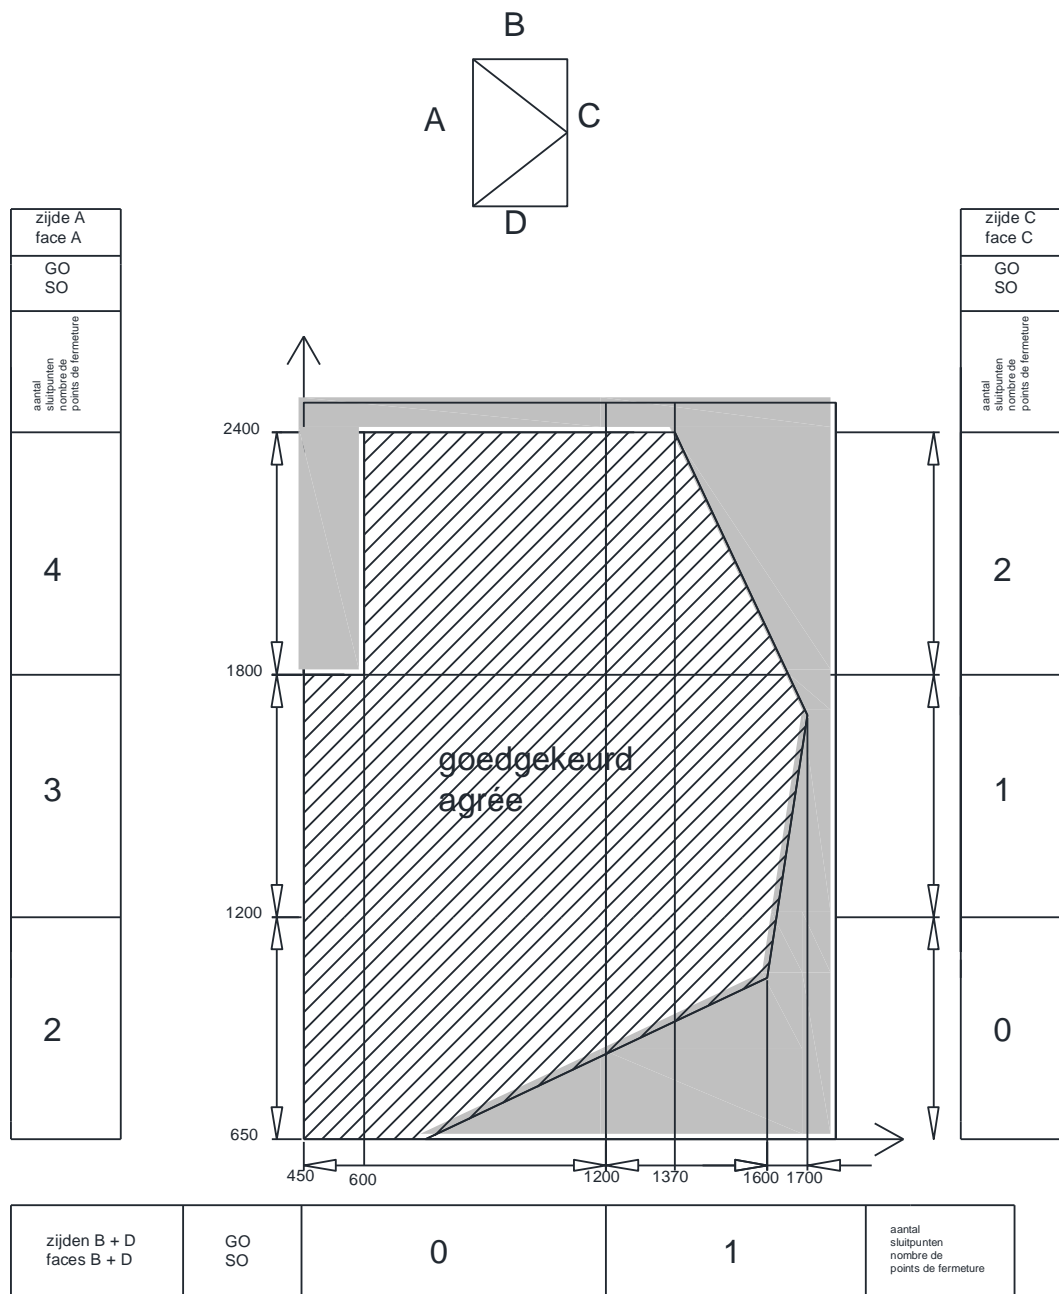 B
A
C
D
zijde A
face A
GO
SO
aantal
sluitpunten
nombre de
points de fermeture
4
3
2
zijde C
face C
GO
SO
aantal
sluitpunten
nombre de
points de fermeture
2
1
0
2400
1800
1200
650
goedgekeurd
agrée
450 600 1200 1370 1600 1700
zijden B + D
faces B + D
GO
SO
0
1
aantal
sluitpunten
nombre de
points de fermeture